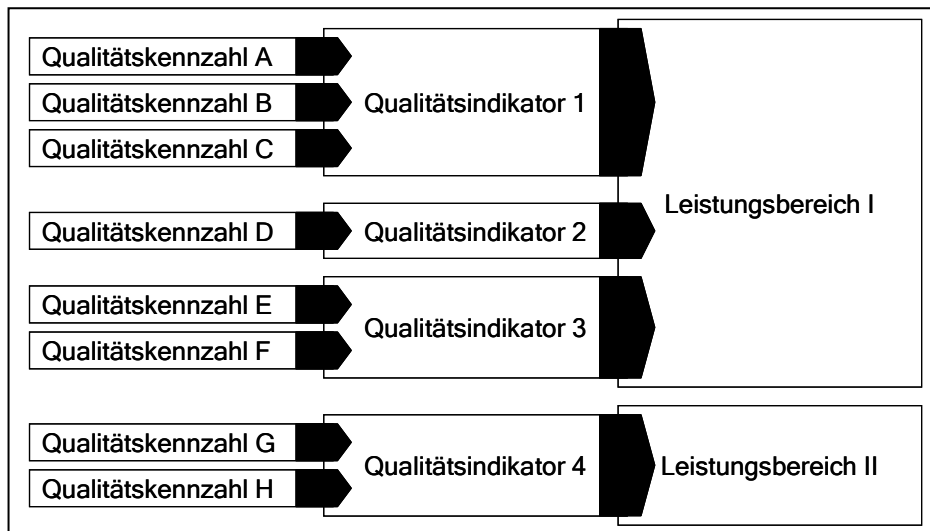 Qualitätskennzahl A
Qualitätskennzahl B
Qualitätskennzahl C
Qualitätsindikator 1
Qualitätskennzahl D
Qualitätsindikator 2
Qualitätskennzahl E
Qualitätskennzahl F
Qualitätsindikator 3
Leistungsbereich I
Qualitätskennzahl G
Qualitätskennzahl H
Qualitätsindikator 4
Leistungsbereich II